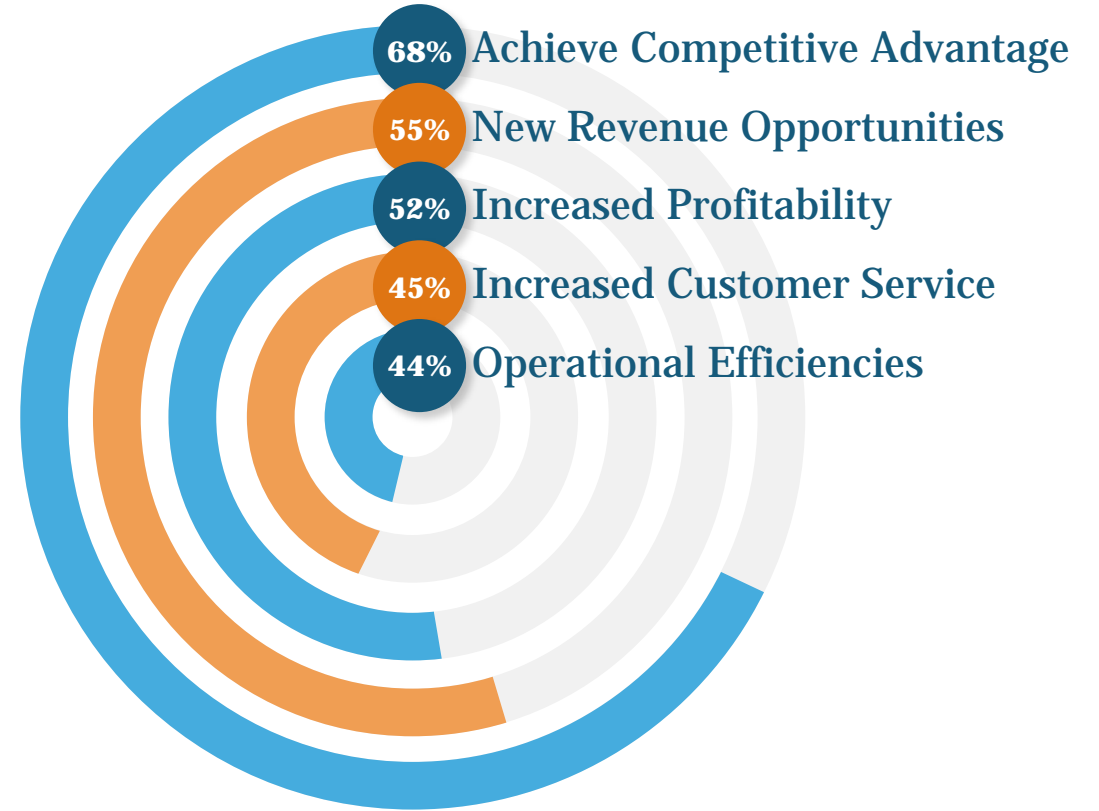 68% Achieve Competitive Advantage
55% New Revenue Opportunities
52% Increased Profitability
45% Increased Customer Service
44% Operational Efficiencies